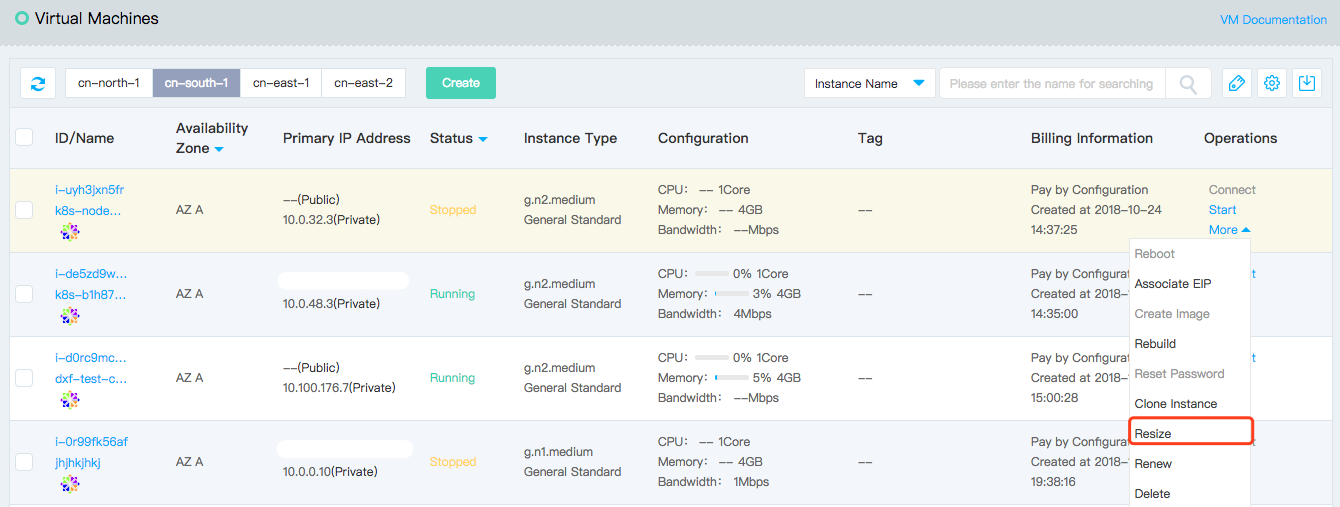 Virtual Machines
VM Documentation
cn-north-1 cn-south-1 cn-east-1 cn-east-2 Create Instance Name Please enter the name for searching
ID/Name Availability Zone Primary IP Address Status Instance Type Configuration Tag Billing Information Operations
i-uyh3jxn5fr --(Public) g.n2.medium CPU: -- 1Core Pay by Configuration Connect
k8s-node... AZ A 10.0.32.3(Private) Stopped General Standard Memory: -- 4GB -- Created at 2018-10-24 Start
Bandwidth: --Mbps 14:37:25 More
Reboot
Associate EIP
Create Image
Rebuild
Reset Password
Clone Instance
Resize
Renew
Delete
i-de5zd9w... g.n2.medium CPU: 0% 1Core Pay by Configura
k8s-b1h87... AZ A 10.0.48.3(Private) Running General Standard Memory: 3% 4GB -- Created at 2018-
Bandwidth: 4Mbps 14:35:00
i-d0rc9mc... --(Public) g.n2.medium CPU: 0% 1Core Pay by Configura
dxf-test-c... AZ A 10.100.176.7(Private) Running General Standard Memory: 5% 4GB -- Created at 2018-
Bandwidth: --Mbps 15:00:28
i-0r99fk56af g.n1.medium CPU: -- 1Core Pay by Configura
jhjhkjhkj AZ A 10.0.0.10(Private) Stopped General Standard Memory: -- 4GB -- Created at 2018-
Bandwidth: 1Mbps 19:38:16